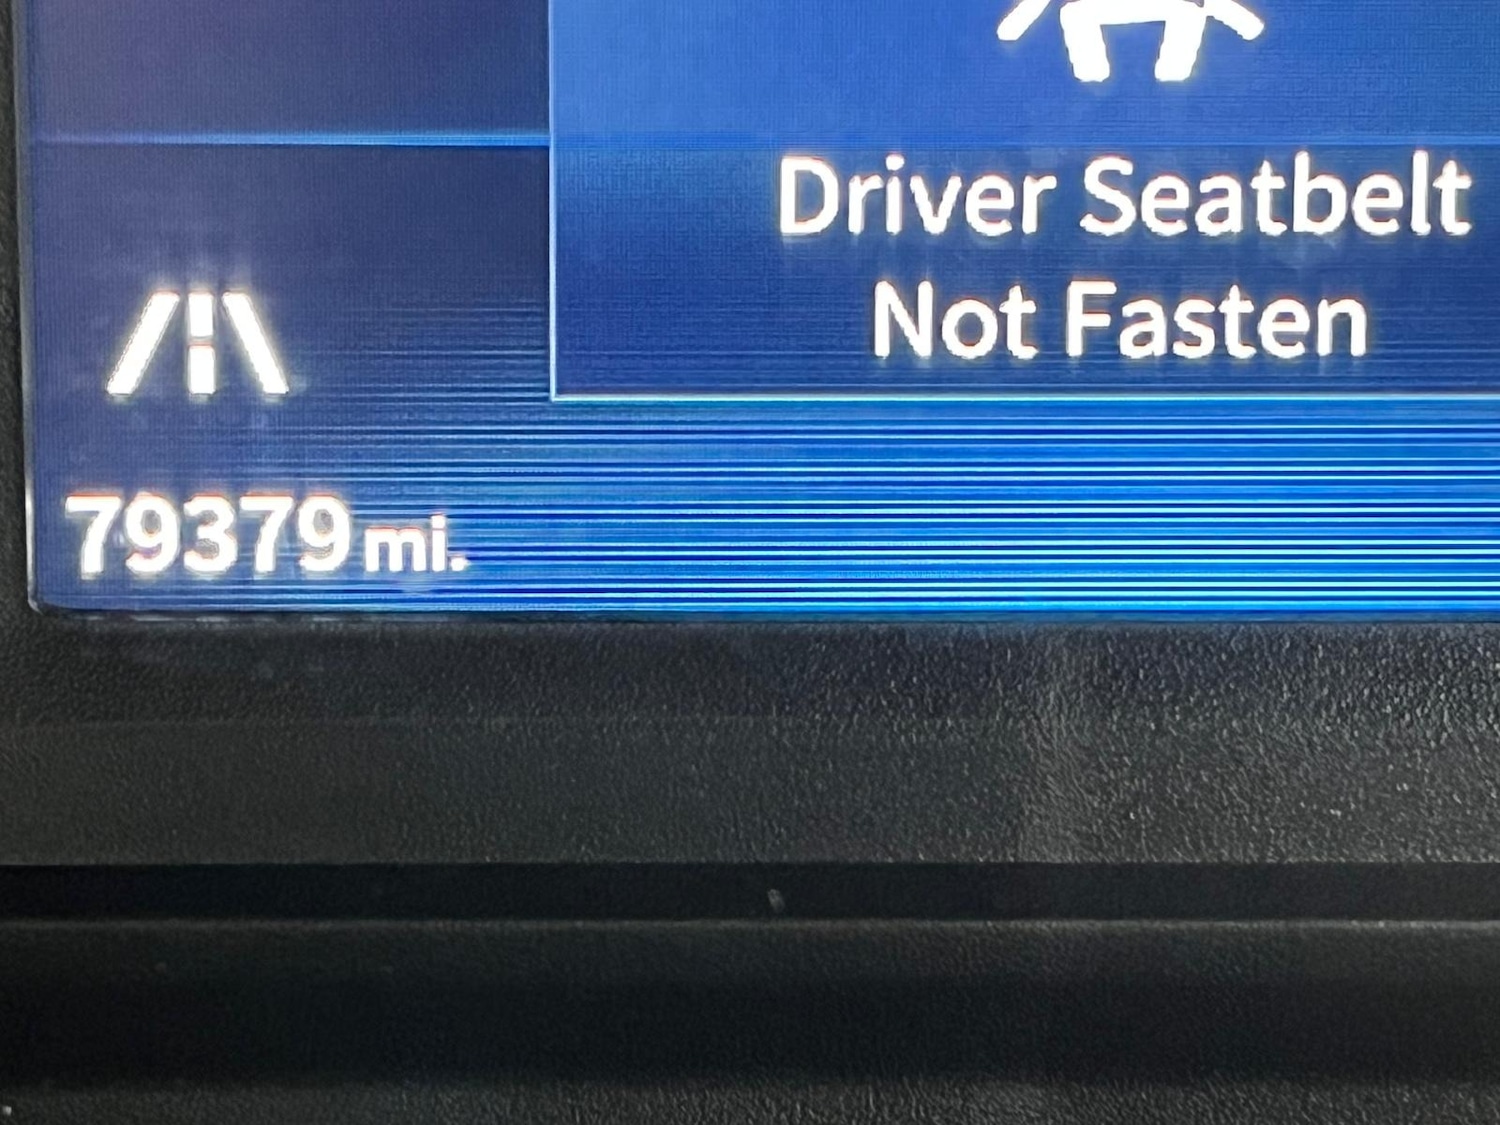 Driver Seatbelt
Not Fasten
79379 mi.